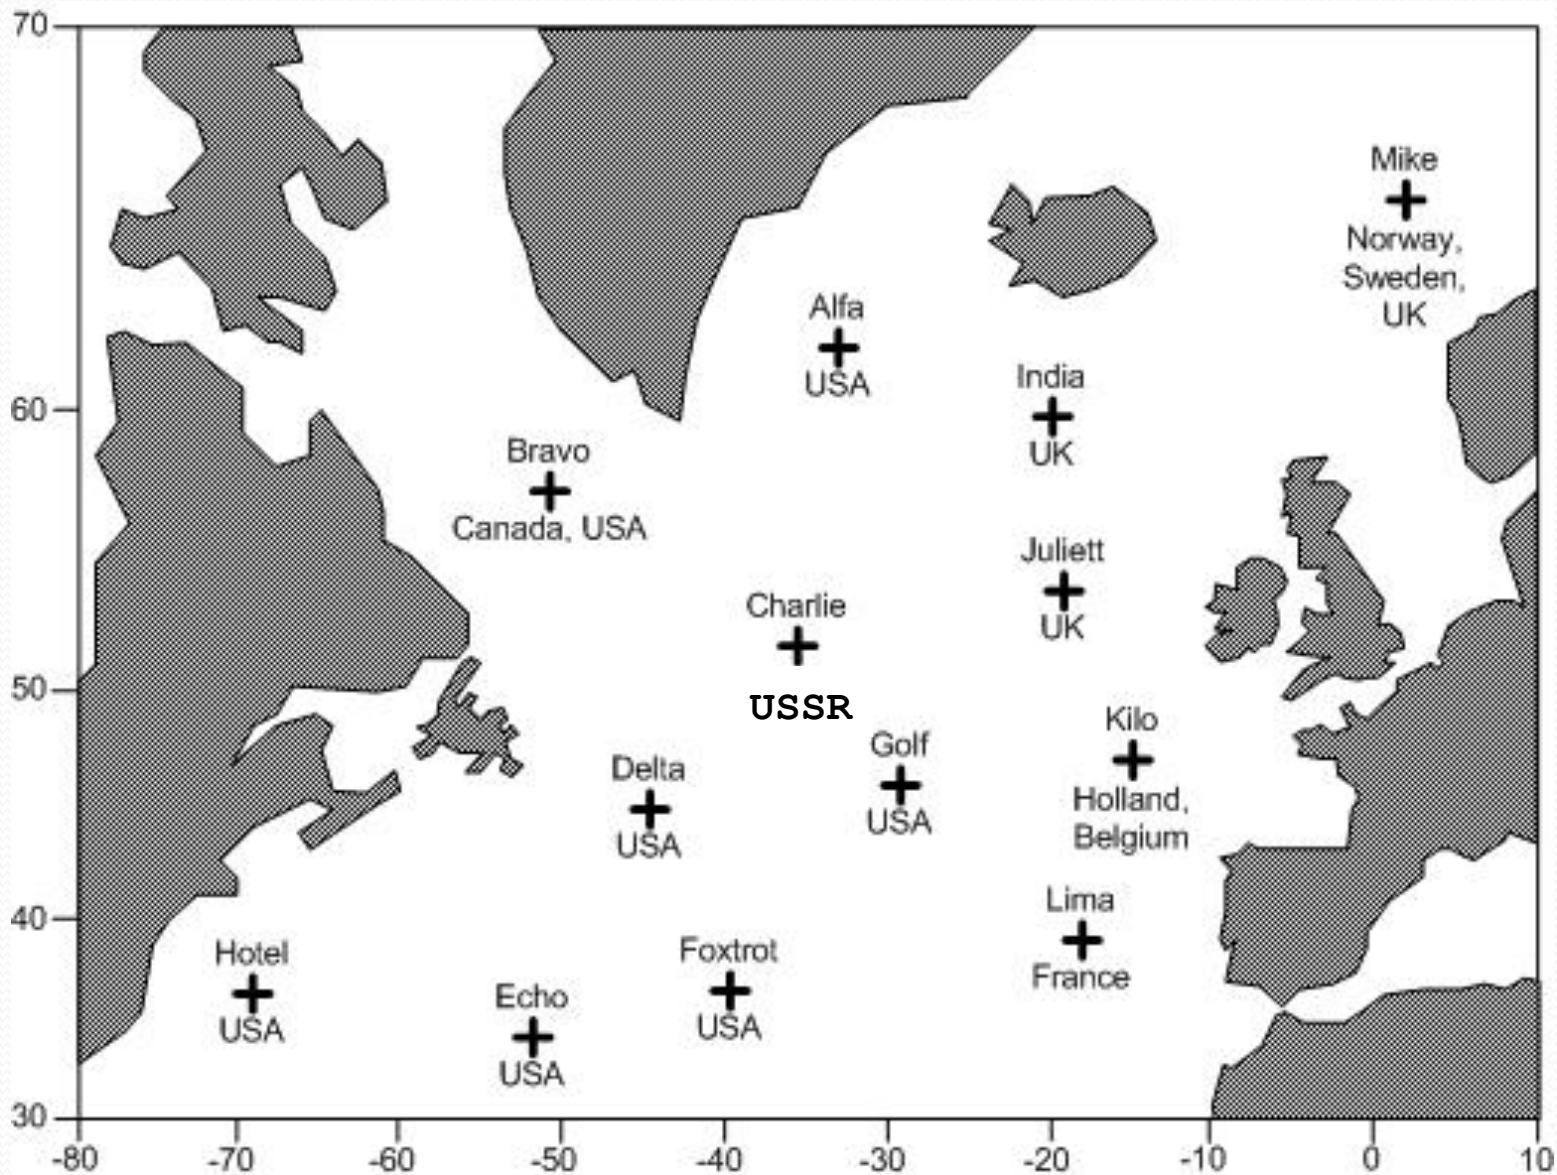 70
Mike
Norway,
Sweden,
UK
Alfa
USA
India
UK
60
Bravo
Canada, USA
Juliett
UK
Charlie
USSR
50
Kilo
Holland,
Belgium
Golf
USA
Delta
USA
Lima
France
40
Hotel
USA
Foxtrot
USA
Echo
USA
30
-80 -70 -60 -50 -40 -30 -20 -10 0 10